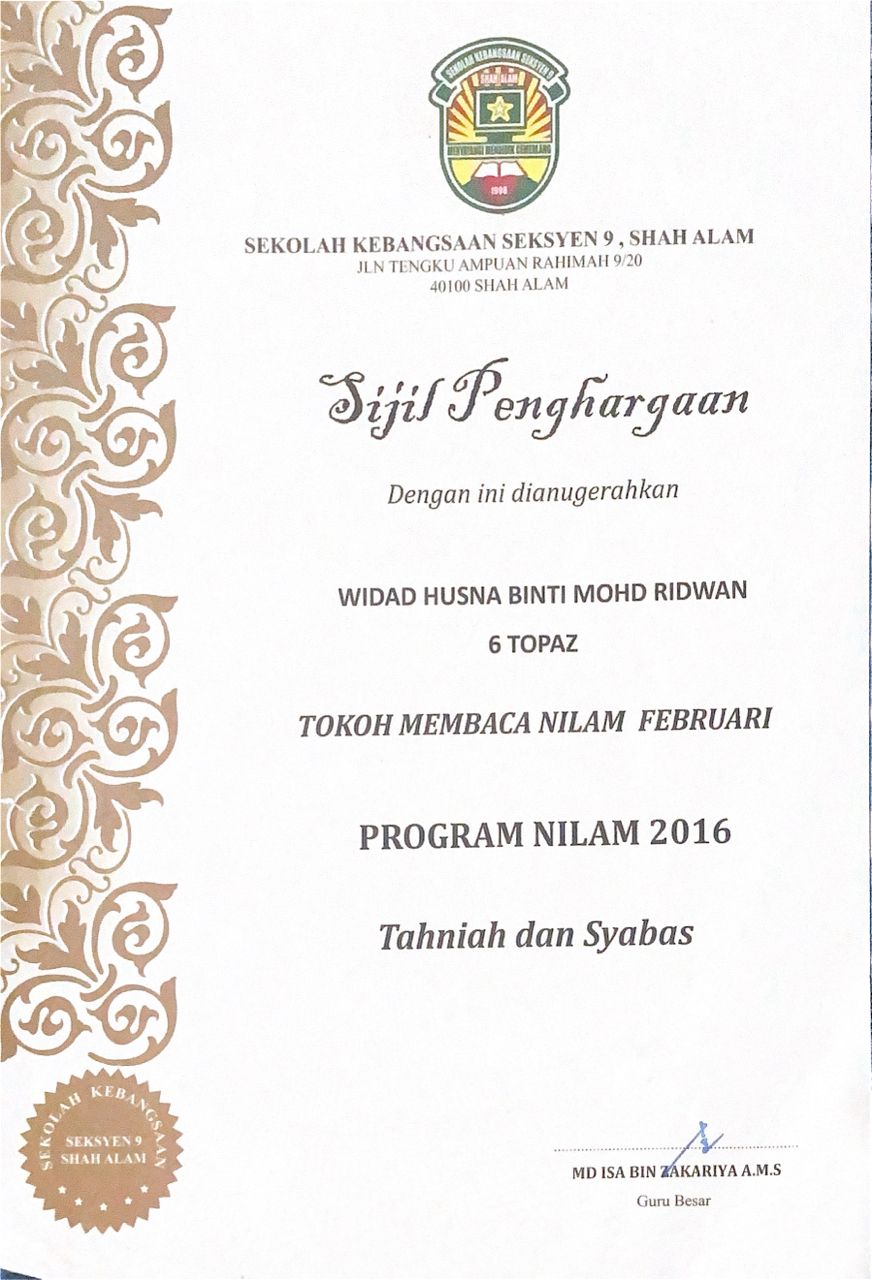 SEKOLAH KEBANGSAAN SEKSYEN 9
SHAH ALAM
MENYAYANGI MENDIDIK CEMERLANG
1998
SEKOLAH KEBANGSAAN SEKSYEN 9 , SHAH ALAM
JLN TENGKU AMPUAN RAHIMAH 9/20
40100 SHAH ALAM
Sijil Penghargaan
Dengan ini dianugerahkan
WIDAD HUSNA BINTI MOHD RIDWAN
6 TOPAZ
TOKOH MEMBACA NILAM FEBRUARI
PROGRAM NILAM 2016
Tahniah dan Syabas
SEKOLAH KEBANGSAAN
SEKSYEN 9
SHAH ALAM
MD ISA BIN ZAKARIYA A.M.S
Guru Besar